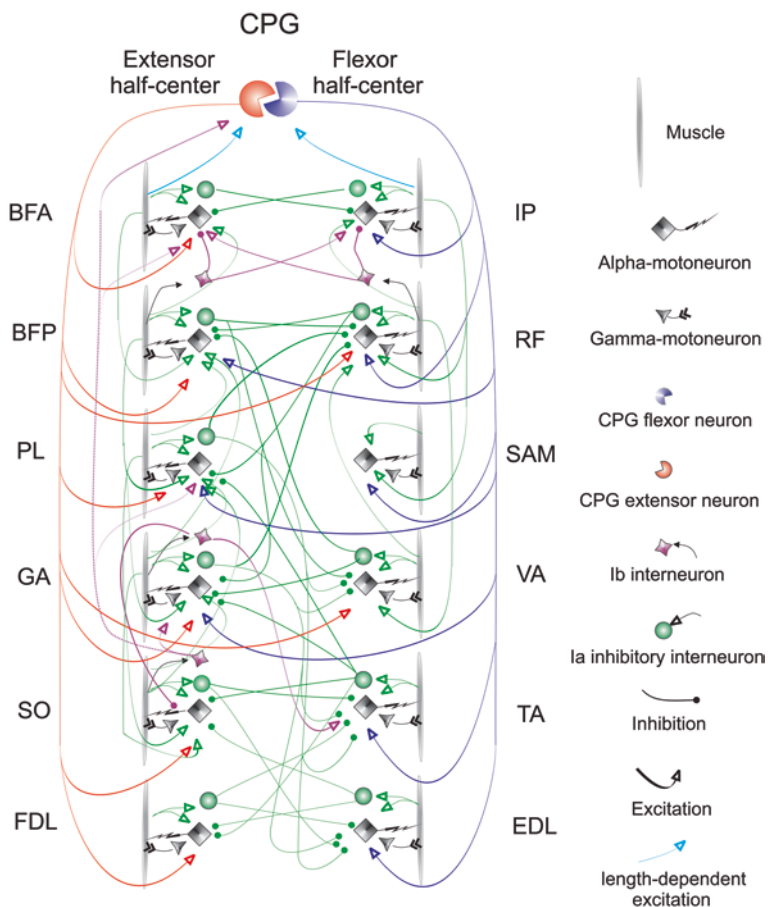 CPG
Extensor
half-center
Flexor
half-center
BFA
IP
BFP
RF
PL
SAM
GA
VA
SO
TA
FDL
EDL
Muscle
Alpha-motoneuron
Gamma-motoneuron
CPG flexor neuron
CPG extensor neuron
Ib interneuron
Ia inhibitory interneuron
Inhibition
Excitation
length-dependent
excitation